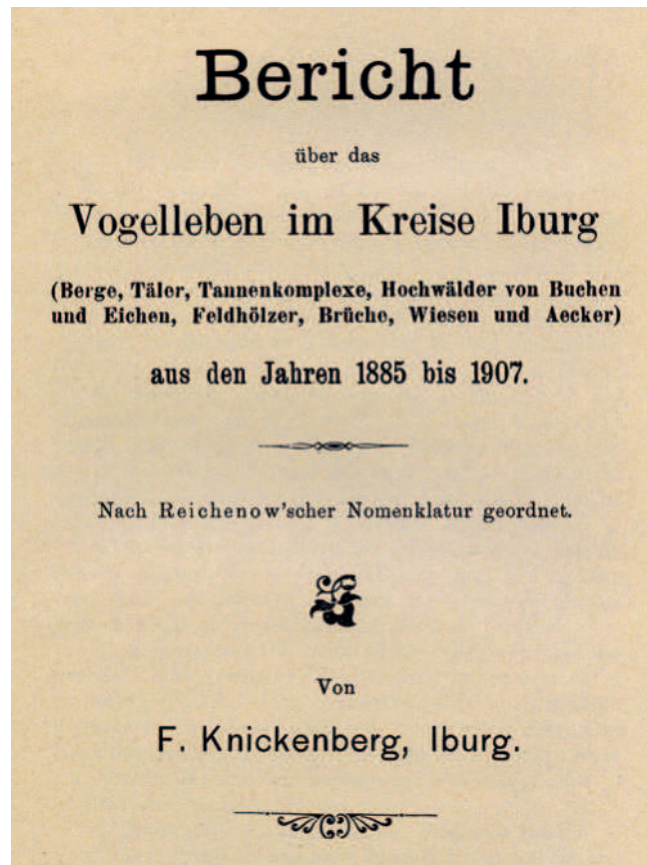 Bericht
über das
Vogelleben im Kreise Iburg
(Berge, Täler, Tannenkomplexe, Hochwälder von Buchen
und Eichen, Feldhölzer, Brüche, Wiesen und Aecker)
aus den Jahren 1885 bis 1907.
Nach Reichenow'scher Nomenklatur geordnet.
Von
F. Knickenberg, Iburg.